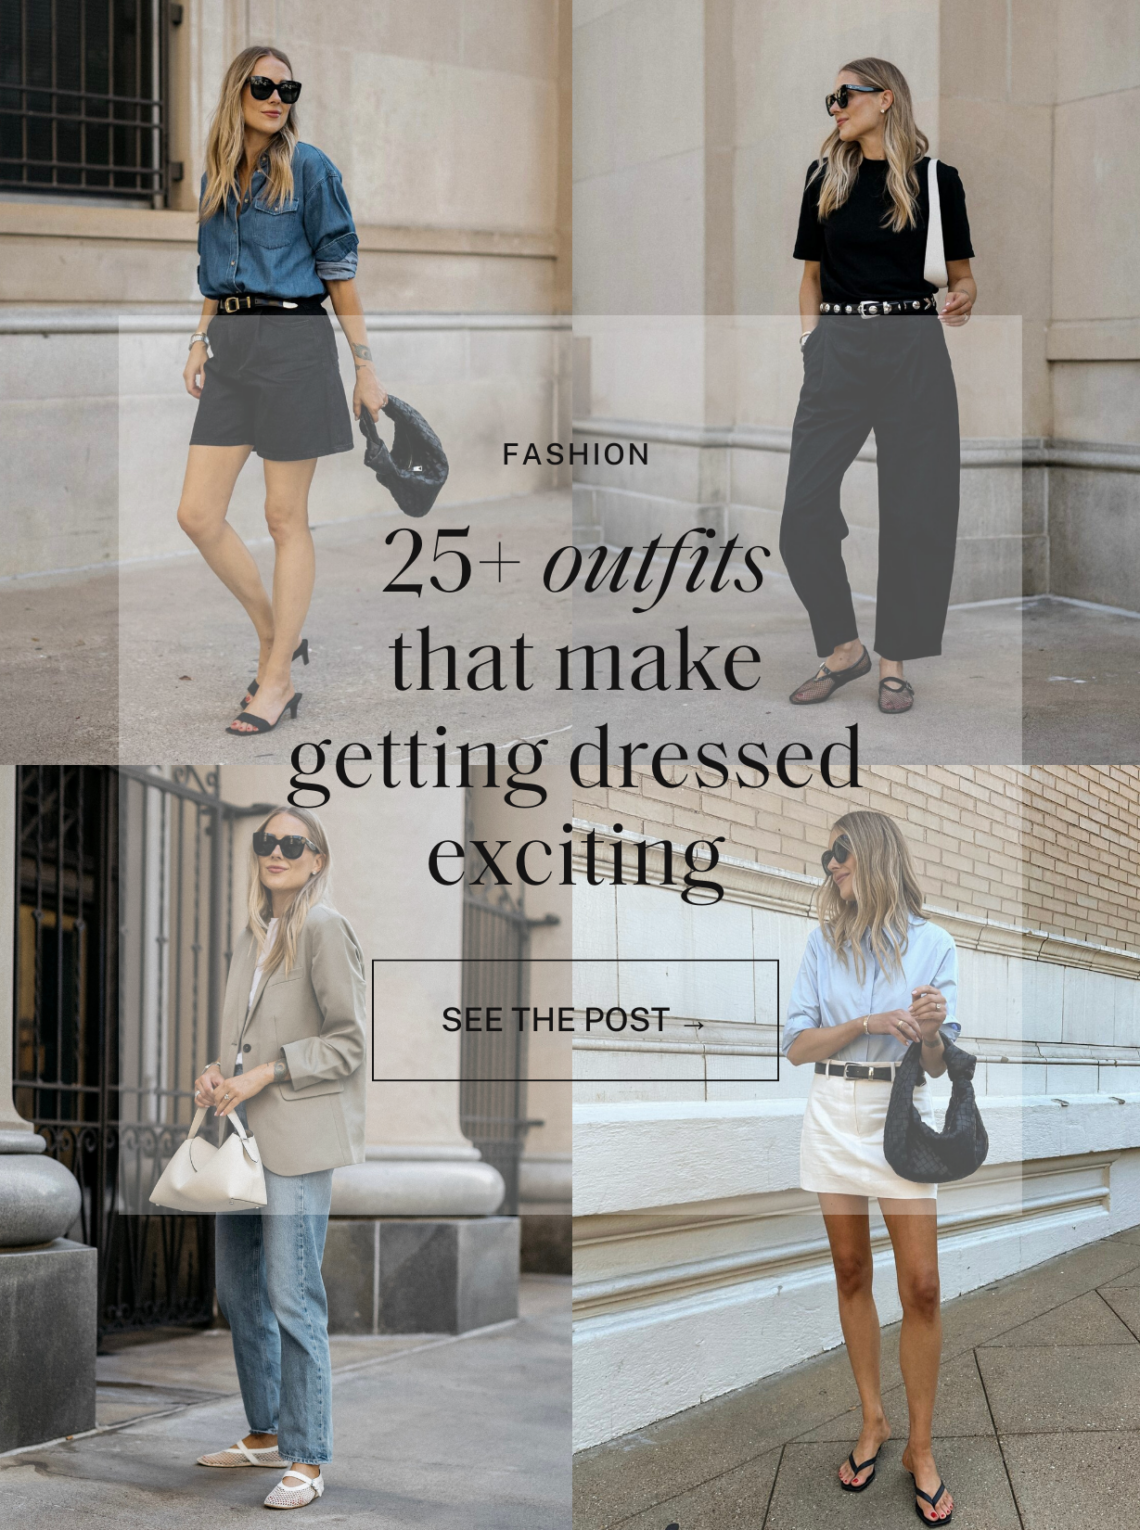 FASHION
25+ outfits
that make
getting dressed
exciting
SEE THE POST →